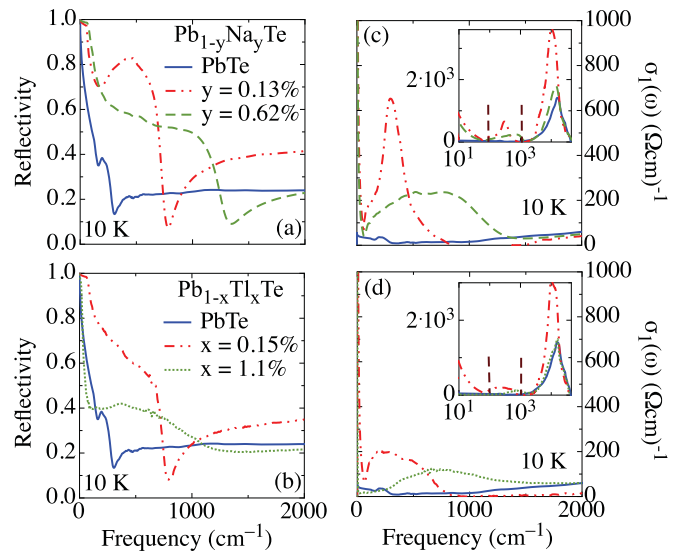 Pb1-yNayTe
PbTe
y = 0.13%
y = 0.62%
10 K
(a)
Reflectivity
1.0
0.8
0.6
0.4
0.2
0.0
(c)
2·10³
10¹
10³
10⁴
10 K
1000
800
600
400
200
0
σ1(ω) (Ωcm)⁻¹
Pb1-xTlxTe
PbTe
x = 0.15%
x = 1.1%
10 K
(b)
Reflectivity
1.0
0.8
0.6
0.4
0.2
0.0
0
1000
2000
Frequency (cm⁻¹)
(d)
2·10³
10¹
10³
10⁴
10 K
1000
800
600
400
200
0
σ1(ω) (Ωcm)⁻¹
0
1000
2000
Frequency (cm⁻¹)